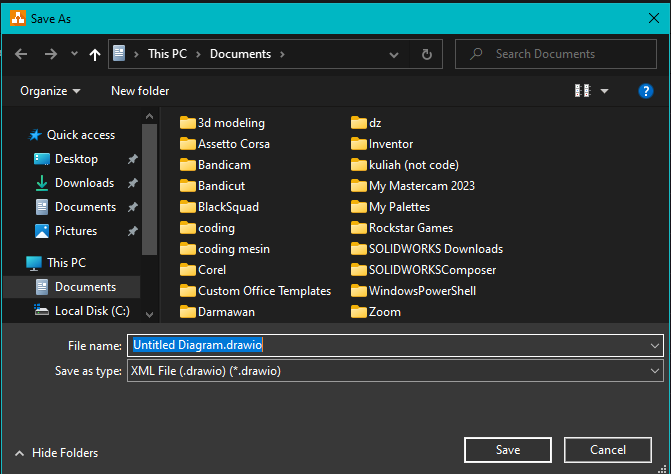 Save As
This PC > Documents >
Search Documents
Organize
New folder
?
Quick access
Desktop
Downloads
Documents
Pictures
This PC
Documents
Local Disk (C:)
3d modeling
Assetto Corsa
Bandicam
Bandicut
BlackSquad
coding
coding mesin
Corel
Custom Office Templates
Darmawan
dz
Inventor
kuliah (not code)
My Mastercam 2023
My Palettes
Rockstar Games
SOLIDWORKS Downloads
SOLIDWORKSComposer
WindowsPowerShell
Zoom
File name: Untitled Diagram.drawio
Save as type: XML File (.drawio) (*.drawio)
Hide Folders
Save
Cancel